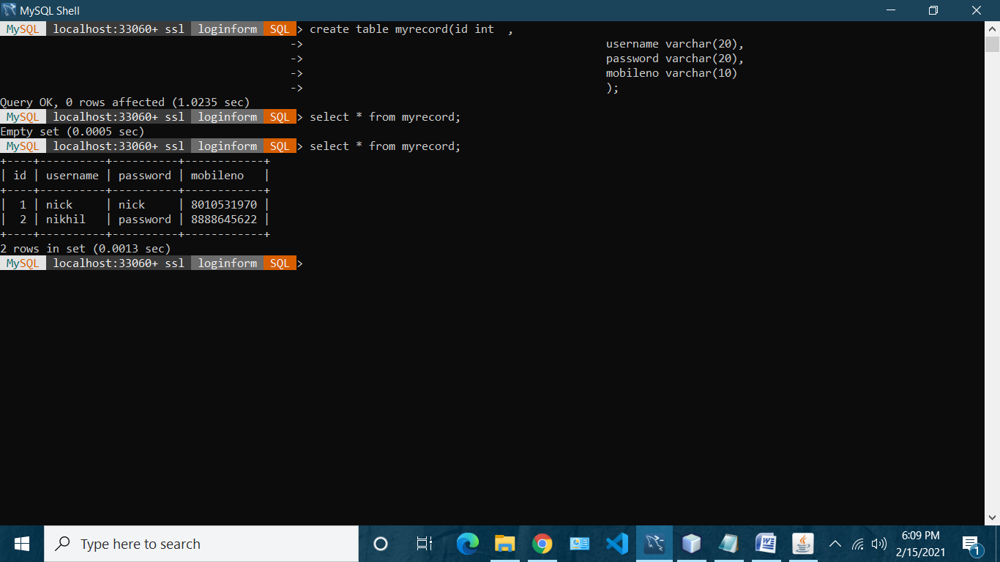 MySQL Shell
MySQL localhost:33060+ ssl loginform SQL > create table myrecord(id int  ,
-> username varchar(20),
-> password varchar(20),
-> mobileno varchar(10)
-> );
Query OK, 0 rows affected (1.0235 sec)
MySQL localhost:33060+ ssl loginform SQL > select * from myrecord;
Empty set (0.0005 sec)
MySQL localhost:33060+ ssl loginform SQL > select * from myrecord;
+----+----------+----------+------------+
| id | username | password | mobileno   |
+----+----------+----------+------------+
|  1 | nick     | nick     | 8010531970 |
|  2 | nikhil   | password | 8888645622 |
+----+----------+----------+------------+
2 rows in set (0.0013 sec)
MySQL localhost:33060+ ssl loginform SQL >
Type here to search
6:09 PM
2/15/2021
1